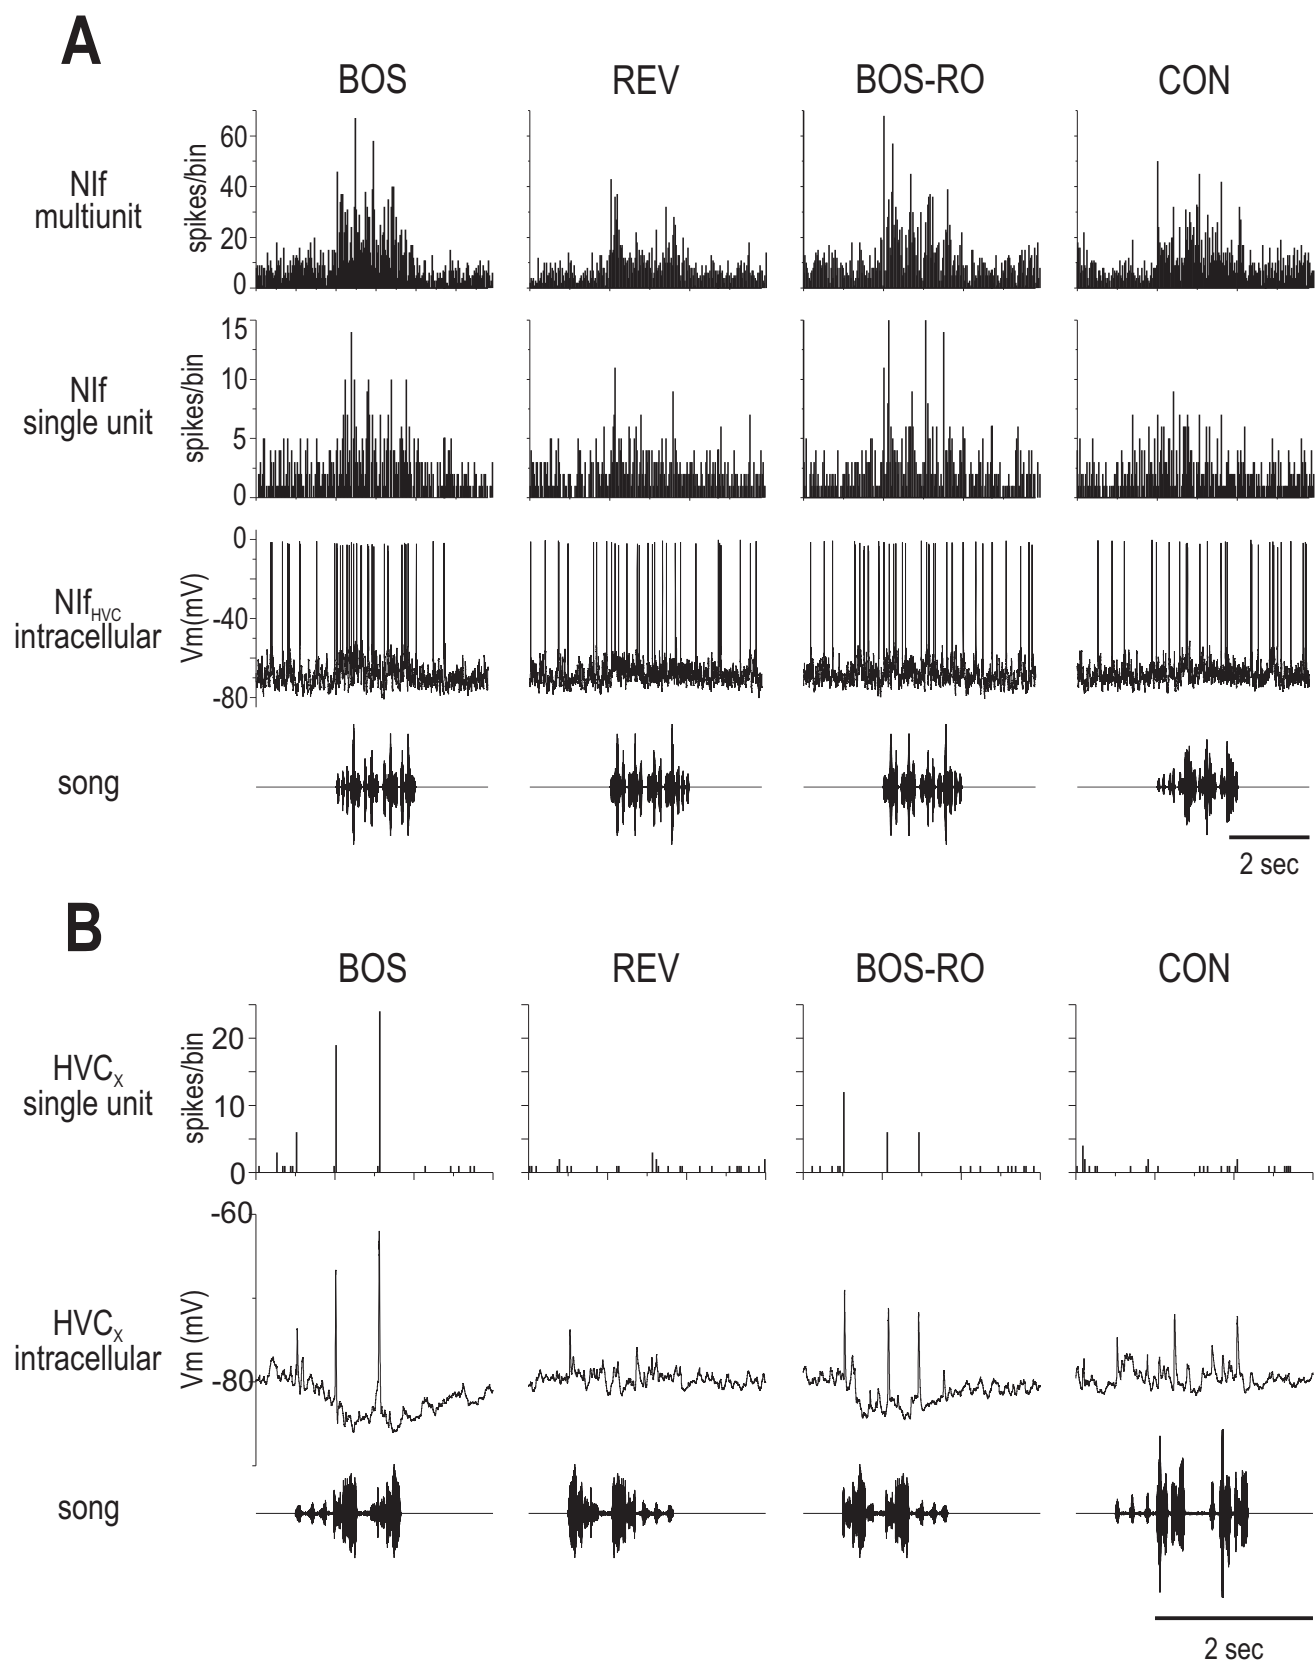 A
BOS REV BOS-RO CON
NIf
multiunit
spikes/bin
60
40
20
0
NIf
single unit
spikes/bin
15
10
5
0
NIfHVC
intracellular
Vm(mV)
0
-40
-80
song
2 sec
B
BOS REV BOS-RO CON
HVCX
single unit
spikes/bin
20
10
0
HVCX
intracellular
Vm (mV)
-60
-80
song
2 sec